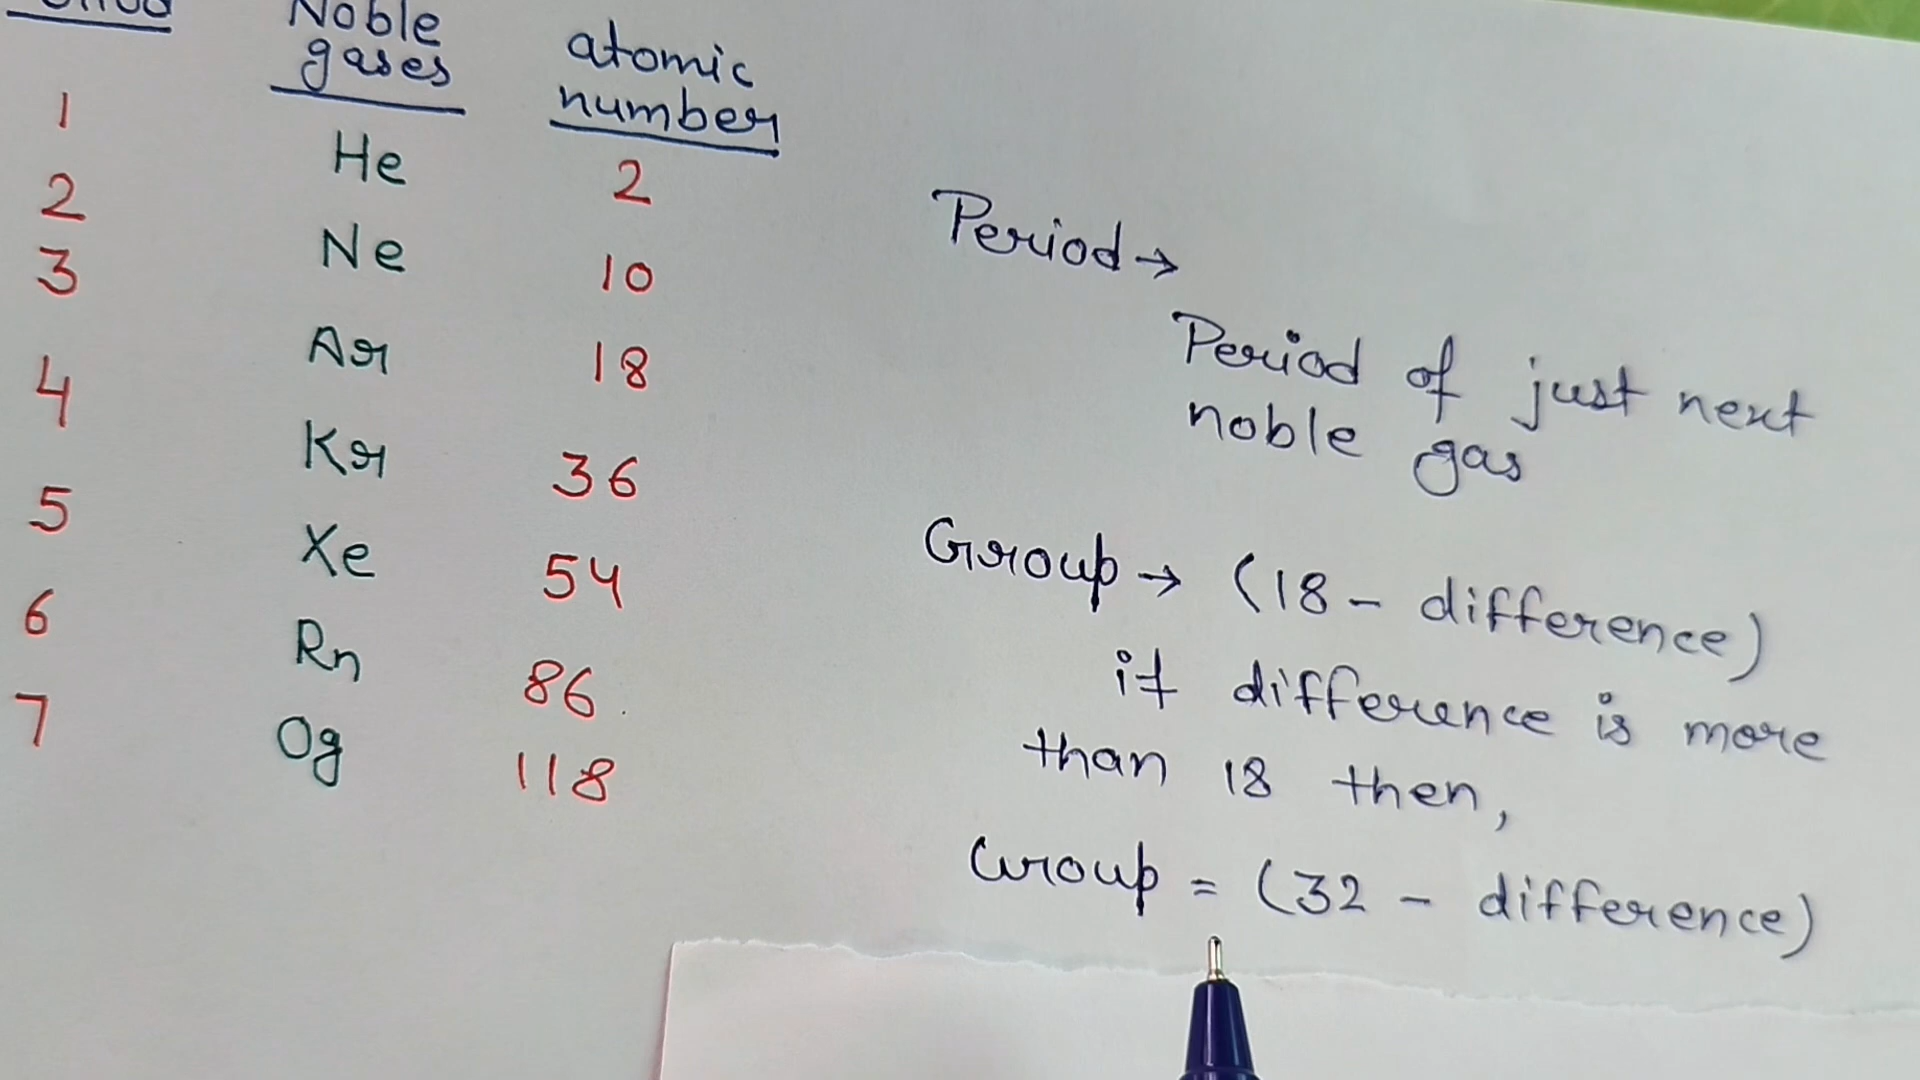 Noble
gases
atomic
number
1 He 2
2 Ne 10
3 Ar 18
4 Kr 36
5 Xe 54
6 Rn 86
7 Og 118
Period →
Period of just next
noble gas
Group → (18 - difference)
if difference is more
than 18 then,
Group = (32 - difference)